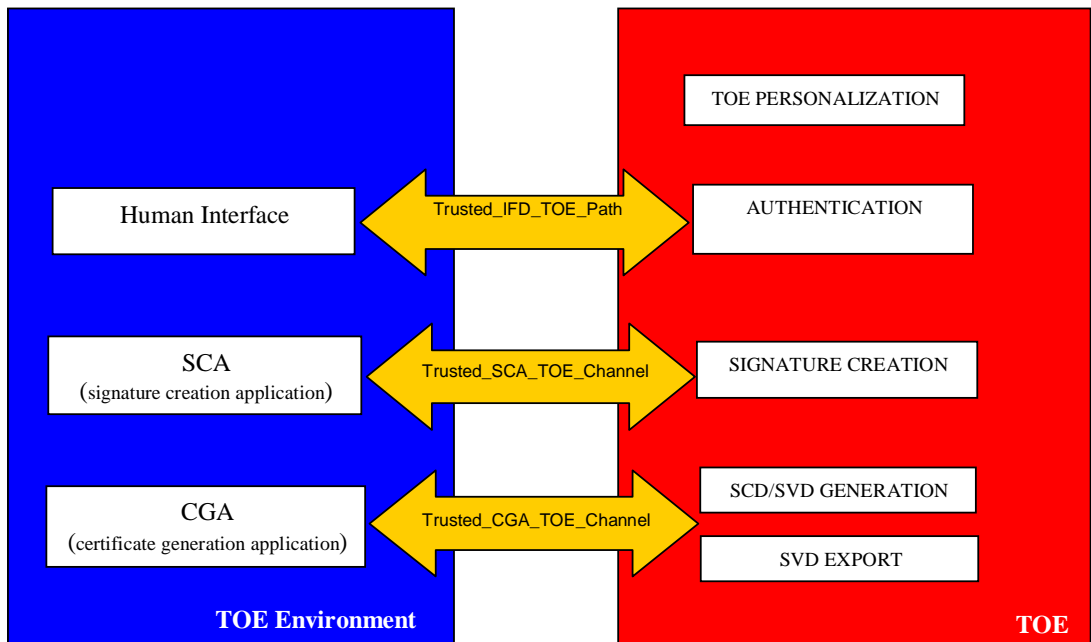 TOE PERSONALIZATION
Human Interface
Trusted_IFD_TOE_Path
AUTHENTICATION
SCA
(signature creation application)
Trusted_SCA_TOE_Channel
SIGNATURE CREATION
CGA
(certificate generation application)
Trusted_CGA_TOE_Channel
SCD/SVD GENERATION
SVD EXPORT
TOE Environment
TOE